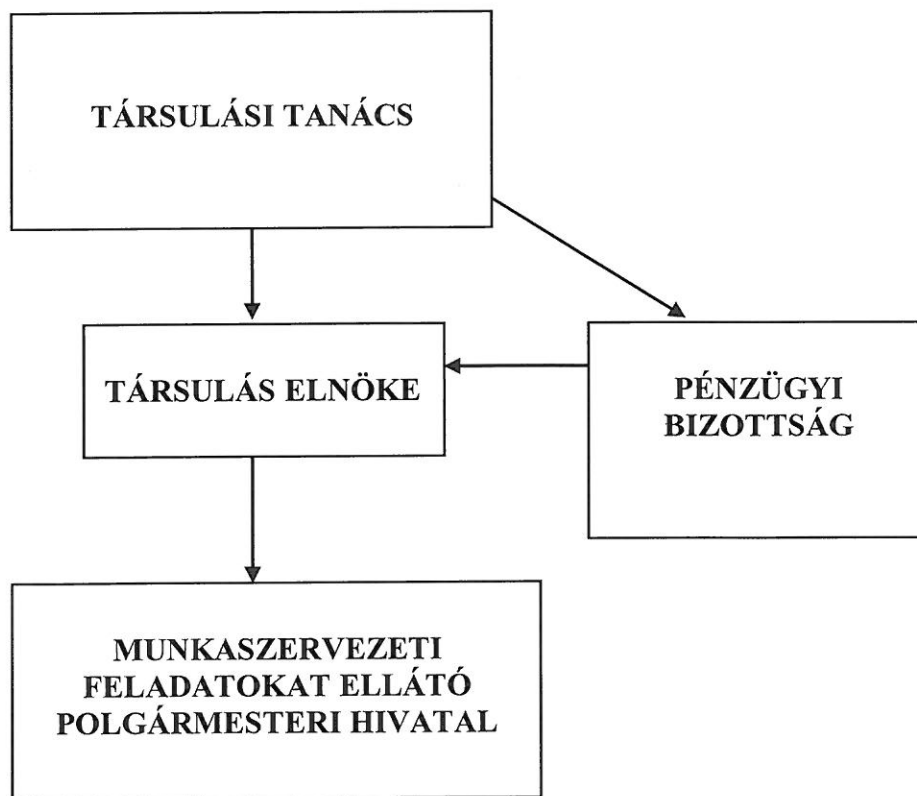 TÁRSULÁSI TANÁCS
TÁRSULÁS ELNÖKE
PÉNZÜGYI
BIZOTTSÁG
MUNKASZERVEZETI
FELADATOKAT ELLÁTÓ
POLGÁRMESTERI HIVATAL